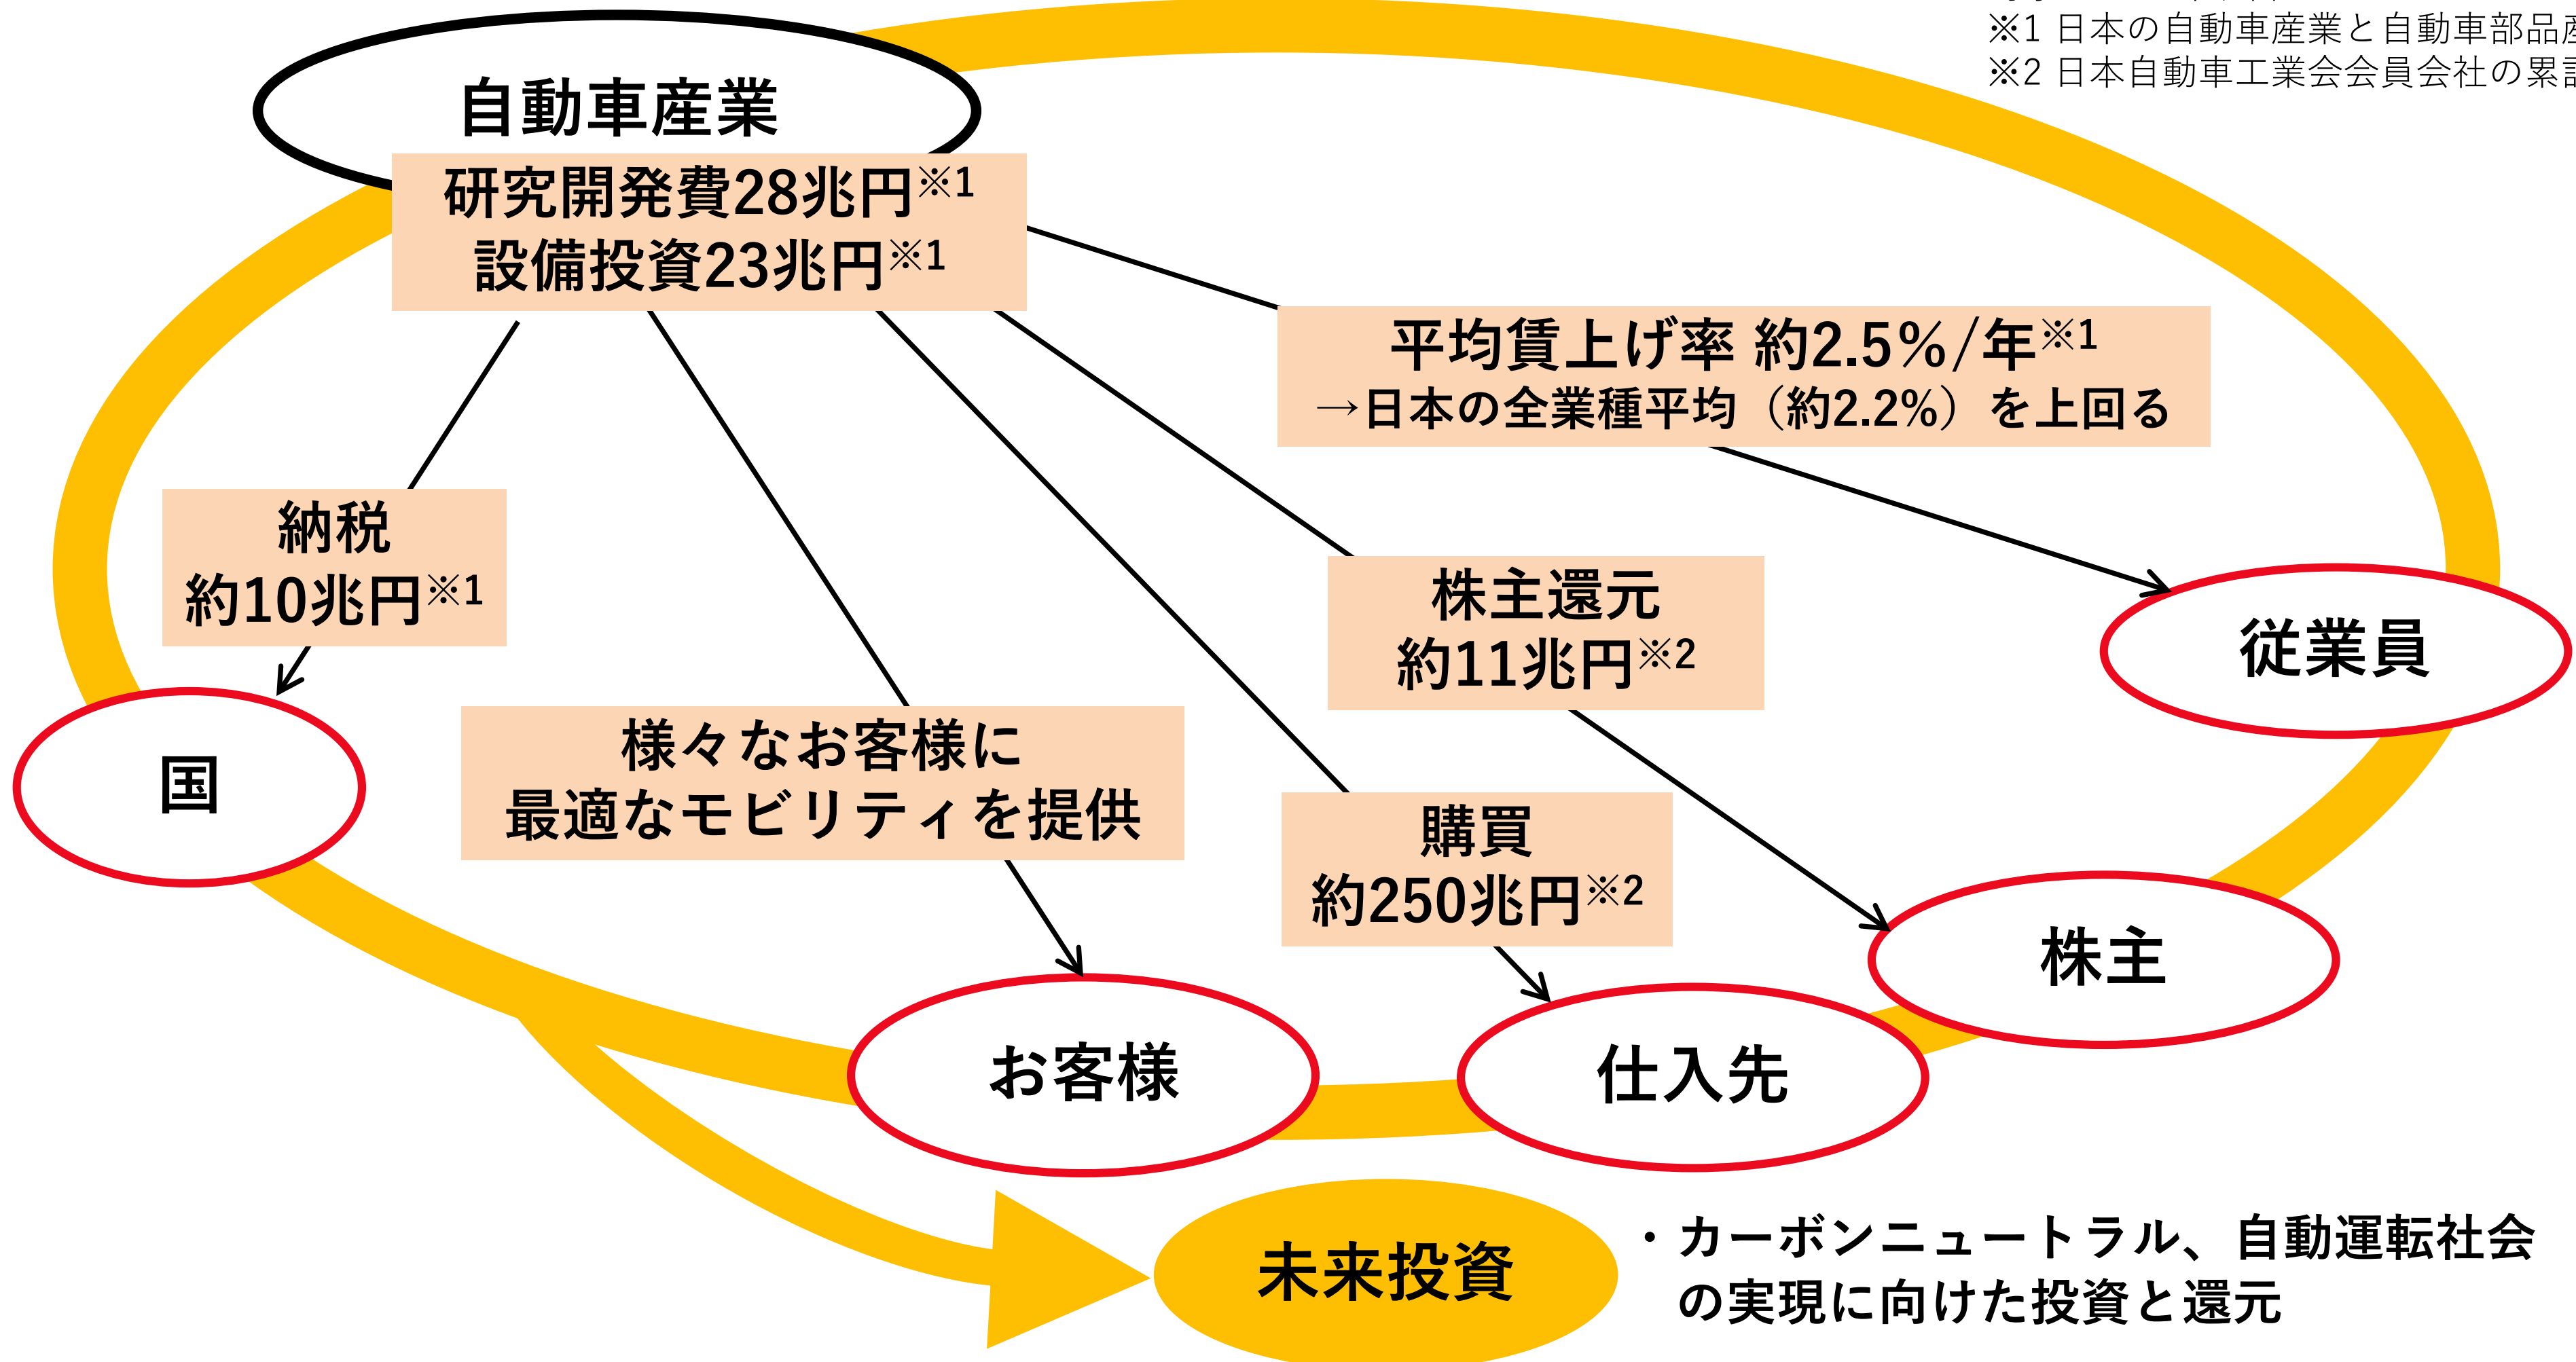 ※1 日本の自動車産業と自動車部品
※2 日本自動車工業会会員会社の累
自動車産業
研究開発費28兆円※1
設備投資23兆円※1
平均賃上げ率 約2.5%/年※1
→日本の全業種平均（約2.2%）を上回る
納税
約10兆円※1
株主還元
約11兆円※2
従業員
国
様々なお客様に
最適なモビリティを提供
購買
約250兆円※2
株主
お客様
仕入先
未来投資
・カーボンニュートラル、自動運転社会
の実現に向けた投資と還元